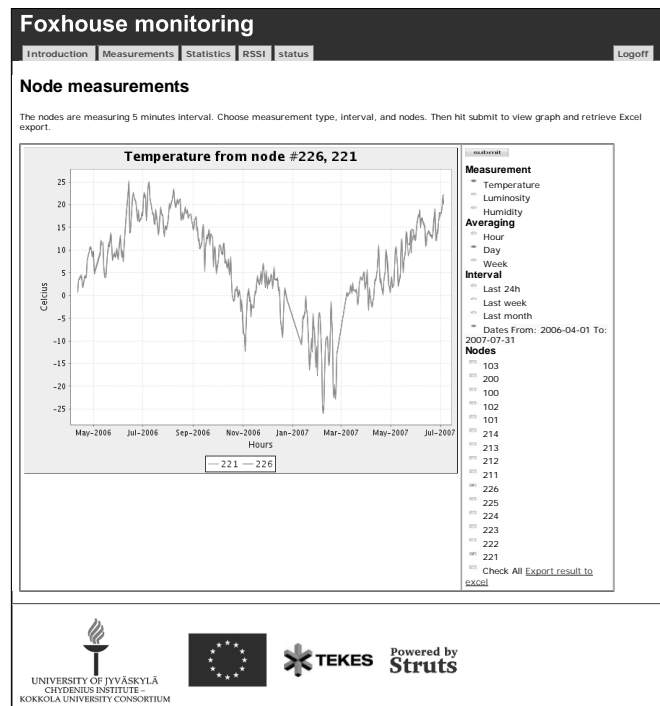 Foxhouse monitoring
Introduction Measurements Statistics RSSI status Logoff
Node measurements
The nodes are measuring 5 minutes interval. Choose measurement type, interval, and nodes. Then hit submit to view graph and retrieve Excel
export.
Temperature from node #226, 221
25
20
15
10
5
0
-5
-10
-15
-20
-25
Celcius
May-2006 Jul-2006 Sep-2006 Nov-2006 Jan-2007 Mar-2007 May-2007 Jul-2007
Hours
221 226
submit
Measurement
Temperature
Luminosity
Humidity
Averaging
Hour
Day
Week
Interval
Last 24h
Last week
Last month
Dates From: 2006-04-01 To:
2007-07-31
Nodes
103
200
100
102
101
214
213
212
211
226
225
224
223
222
221
Check All Export result to
excel
UNIVERSITY OF JYVÄSKYLÄ
CHYDENIUS INSTITUTE –
KOKKOLA UNIVERSITY CONSORTIUM
TEKES
Powered by
Struts